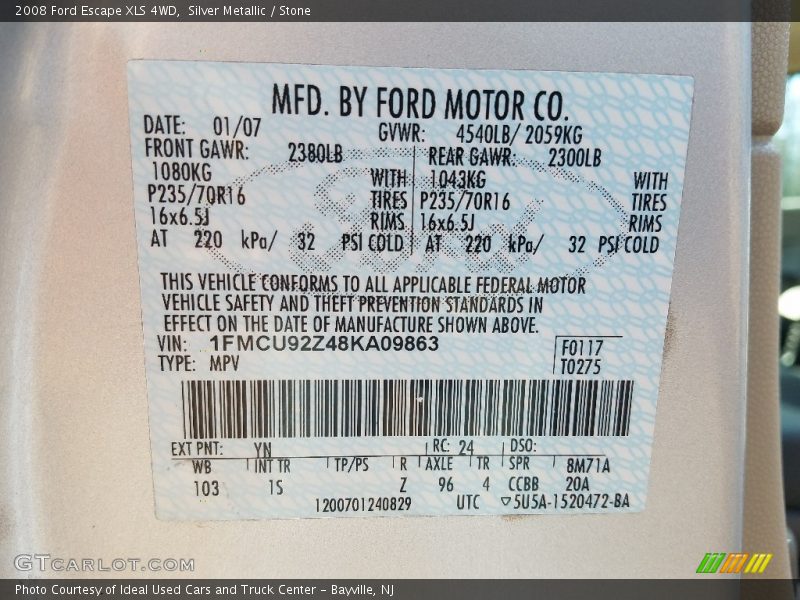 2008 Ford Escape XLS 4WD, Silver Metallic / Stone
MFD. BY FORD MOTOR CO.
DATE: 01/07 GVWR: 4540LB/ 2059KG
FRONT GAWR: 2380LB REAR GAWR: 2300LB
1080KG WITH 1043KG WITH
P235/70R16 TIRES P235/70R16 TIRES
16x6.5J RIMS 16x6.5J RIMS
AT 220 kPa/ 32 PSI COLD AT 220 kPa/ 32 PSI COLD
THIS VEHICLE CONFORMS TO ALL APPLICABLE FEDERAL MOTOR
VEHICLE SAFETY AND THEFT PREVENTION STANDARDS IN
EFFECT ON THE DATE OF MANUFACTURE SHOWN ABOVE.
VIN: 1FMCU92Z48KA09863 F0117
TYPE: MPV T0275
EXT PNT: YN RC: 24 DSO:
WB INT TR TP/PS R AXLE TR SPR 8M71A
103 1S Z 96 4 CCBB 20A
1200701240829 UTC ▽5U5A-1520472-BA
GTCARLOT.COM
Photo Courtesy of Ideal Used Cars and Truck Center - Bayville, NJ